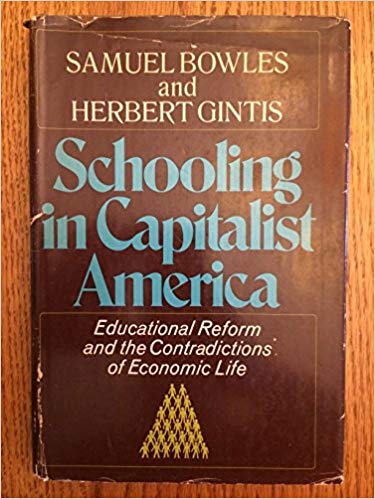 SAMUEL BOWLES
and
HERBERT GINTIS
Schooling
in Capitalist
America
Educational Reform
and the Contradictions
of Economic Life